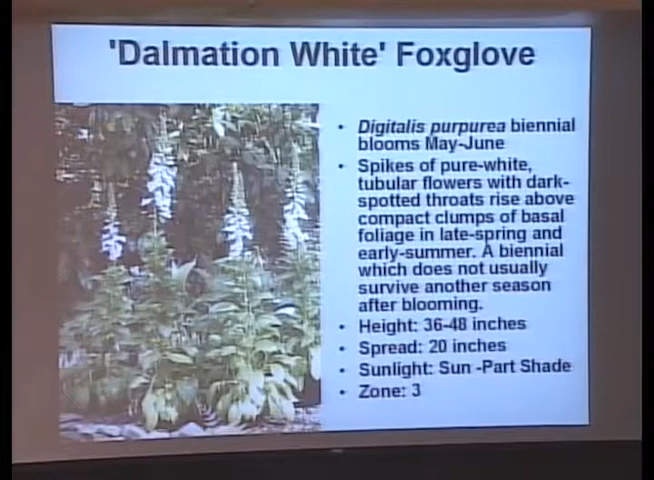 'Dalmation White' Foxglove
• Digitalis purpurea biennial
blooms May-June
• Spikes of pure-white,
tubular flowers with dark-
spotted throats rise above
compact clumps of basal
foliage in late-spring and
early-summer. A biennial
which does not usually
survive another season
after blooming.
• Height: 36-48 inches
• Spread: 20 inches
• Sunlight: Sun -Part Shade
• Zone: 3